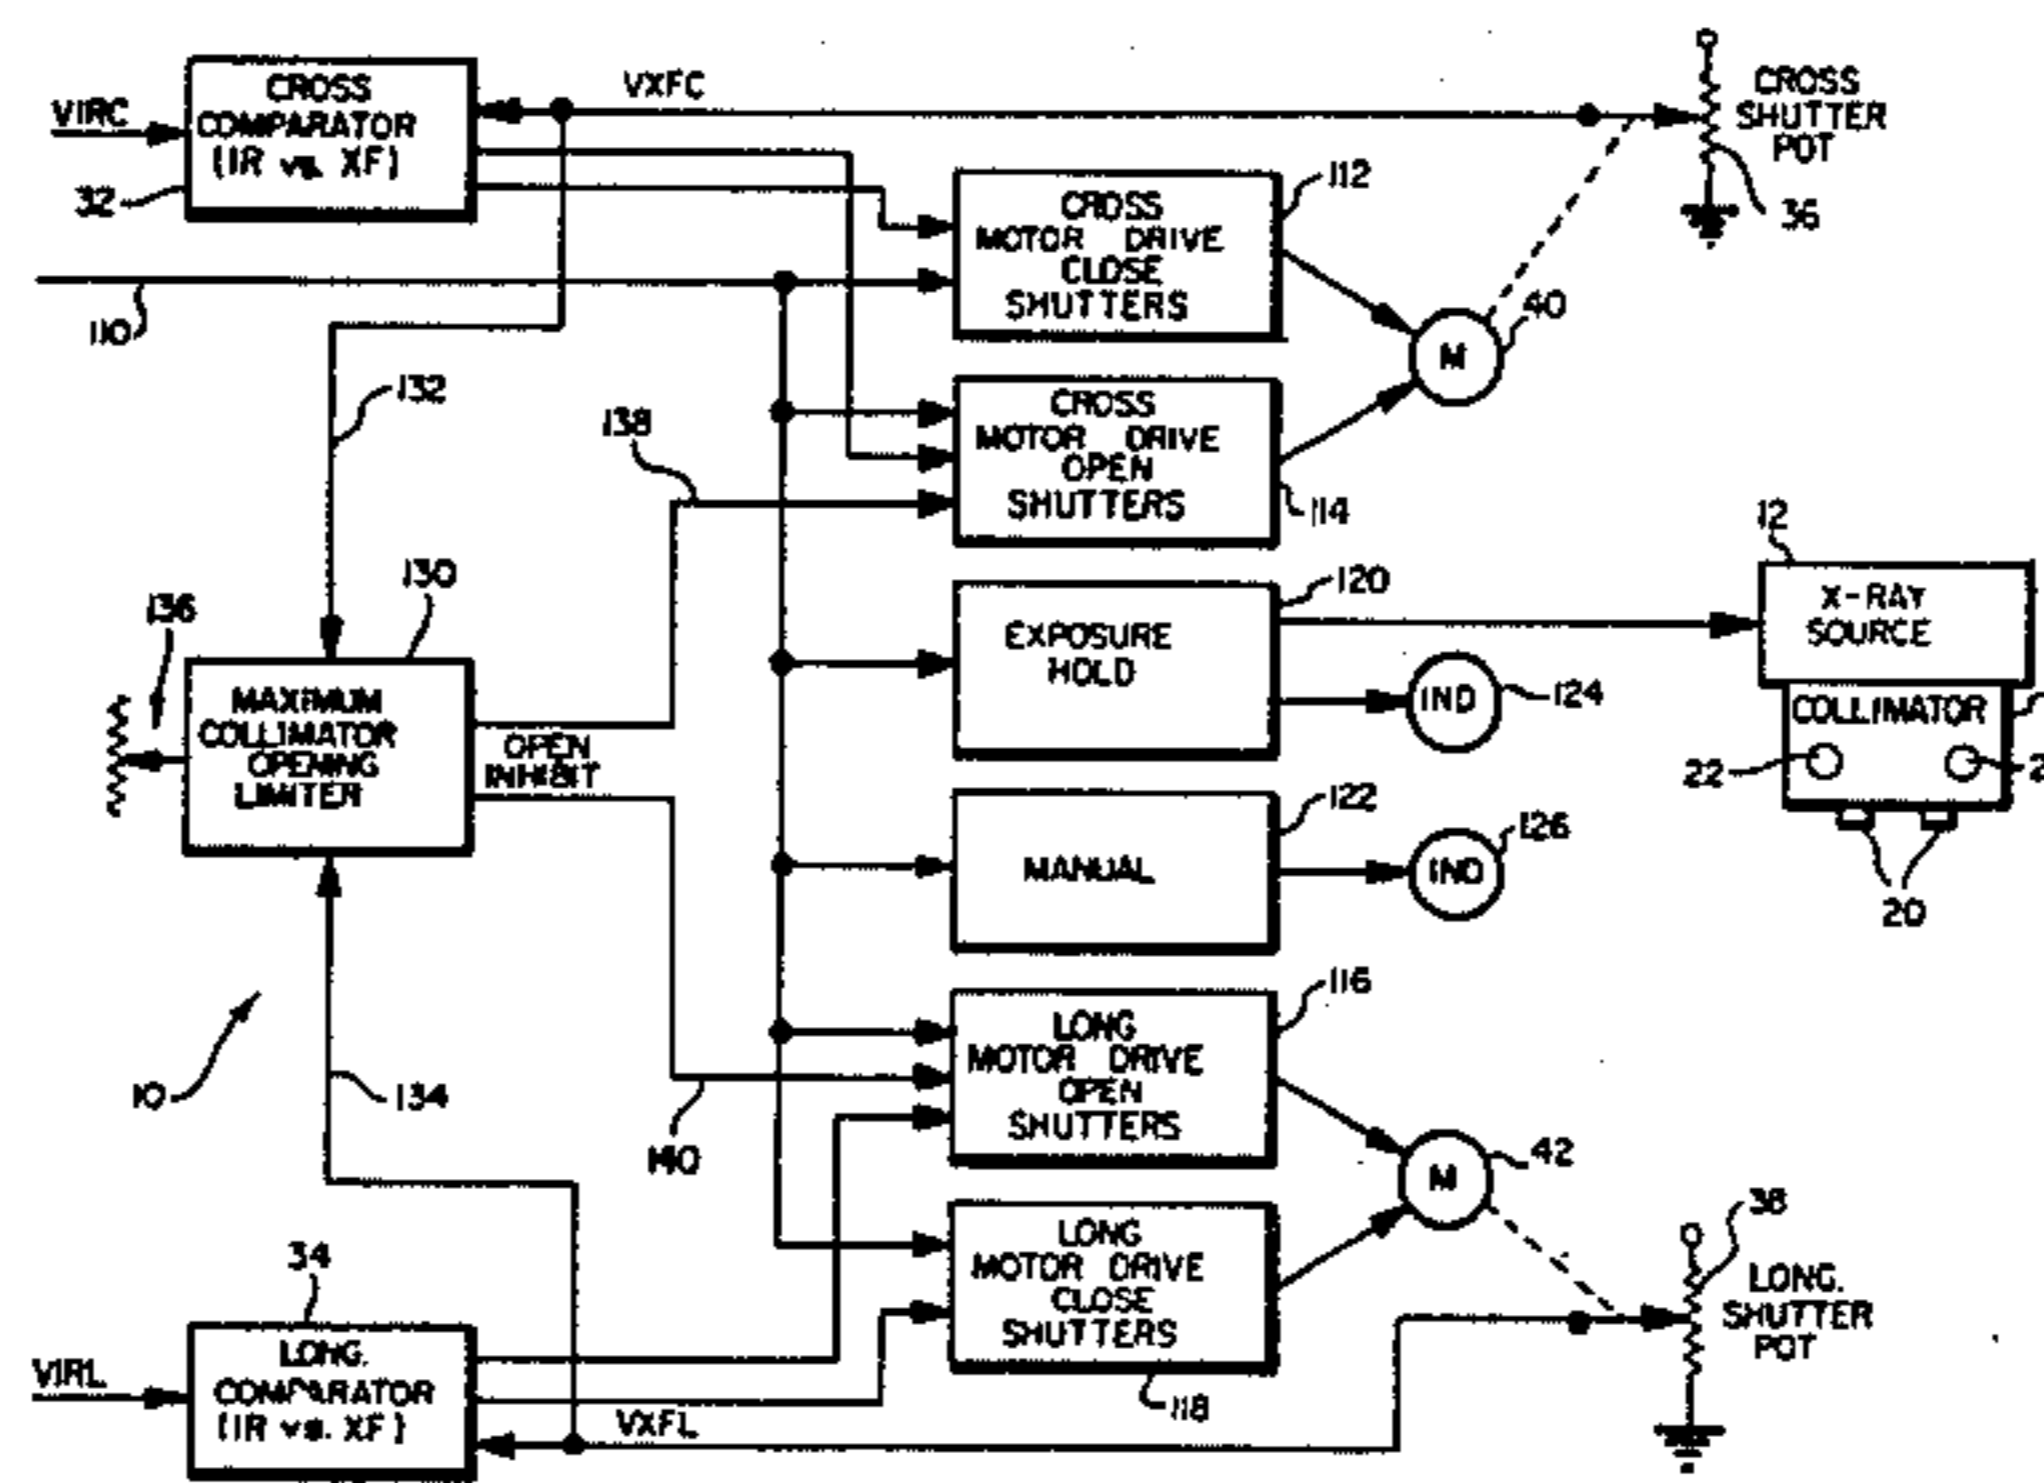 VIRC
CROSS
COMPARATOR
(IR vs. XF)
32
VXFC
CROSS
SHUTTER
POT
36
110
CROSS
MOTOR DRIVE
CLOSE
SHUTTERS
112
M
40
132
138
CROSS
MOTOR DRIVE
OPEN
SHUTTERS
114
136
130
MAXIMUM
COLLIMATOR
OPENING
LIMITER
OPEN
INHIBIT
EXPOSURE
HOLD
120
IND
124
12
X-RAY
SOURCE
COLLIMATOR
22
20
MANUAL
122
IND
126
10
134
140
LONG
MOTOR DRIVE
OPEN
SHUTTERS
116
M
42
LONG
MOTOR DRIVE
CLOSE
SHUTTERS
118
38
LONG.
SHUTTER
POT
34
VIRL
LONG.
COMPARATOR
(IR vs. XF)
VXFL